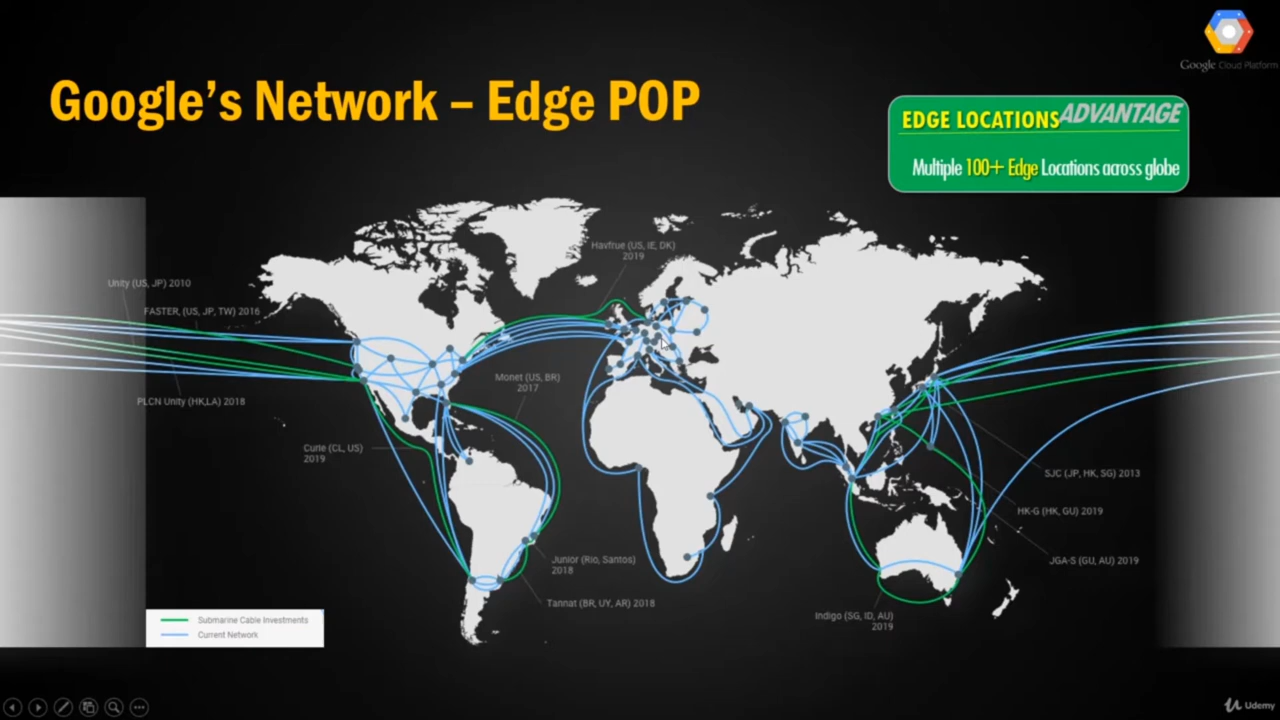 Google Cloud Platform
Google's Network – Edge POP
EDGE LOCATIONS ADVANTAGE
Multiple 100+ Edge Locations across globe
Havfrue (US, IE, DK)
2019
Unity (US, JP) 2010
FASTER, (US, JP, TW) 2016
Monet (US, BR)
2017
PLCN Unity (HK,LA) 2018
Curie (CL, US)
2019
SJC (JP, HK, SG) 2013
HK-G (HK, GU) 2019
JGA-S (GU, AU) 2019
Junior (Rio, Santos)
2018
Tannat (BR, UY, AR) 2018
Indigo (SG, ID, AU)
2019
Submarine Cable Investments
Current Network
Udemy